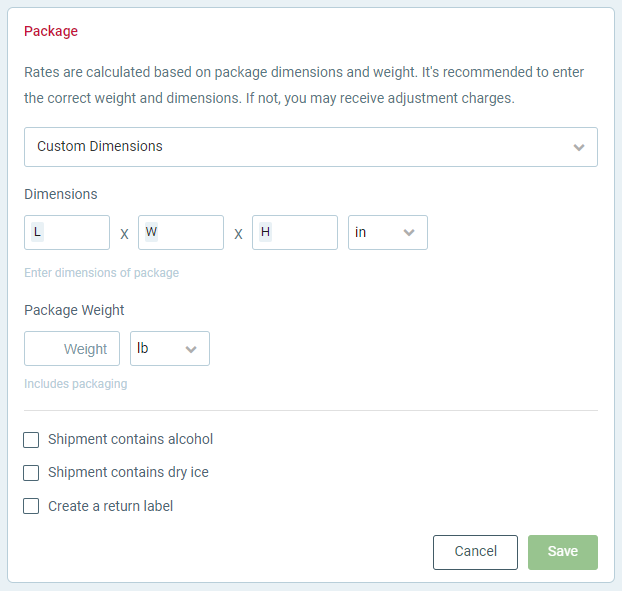 Package
Rates are calculated based on package dimensions and weight. It's recommended to enter
the correct weight and dimensions. If not, you may receive adjustment charges.
Custom Dimensions
Dimensions
L x W x H in
Enter dimensions of package
Package Weight
Weight lb
Includes packaging
Shipment contains alcohol
Shipment contains dry ice
Create a return label
Cancel Save